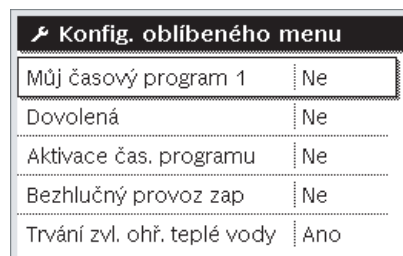 Konfig. oblíbeného menu
Můj časový program 1 Ne
Dovolená Ne
Aktivace čas. programu Ne
Bezhlučný provoz zap Ne
Trvání zvl. ohř. teplé vody Ano